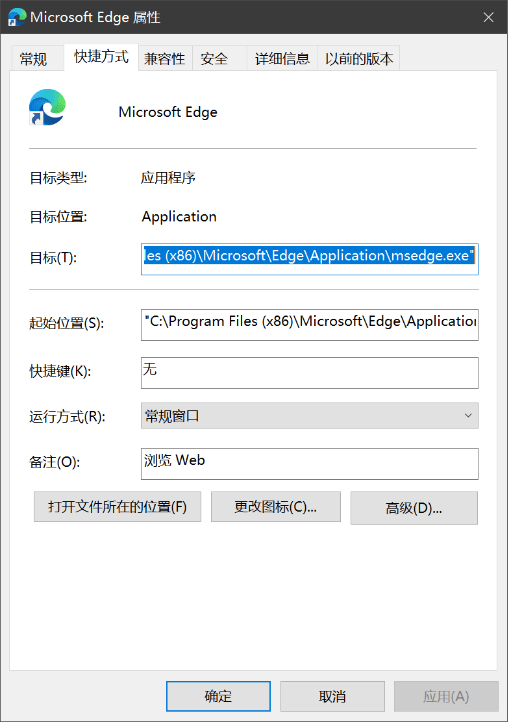 Microsoft Edge 属性
常规 快捷方式 兼容性 安全 详细信息 以前的版本
Microsoft Edge
目标类型: 应用程序
目标位置: Application
目标(T): les (x86)\Microsoft\Edge\Application\msedge.exe"
起始位置(S): "C:\Program Files (x86)\Microsoft\Edge\Application
快捷键(K): 无
运行方式(R): 常规窗口
备注(O): 浏览 Web
打开文件所在的位置(F) 更改图标(C)... 高级(D)...
确定 取消 应用(A)